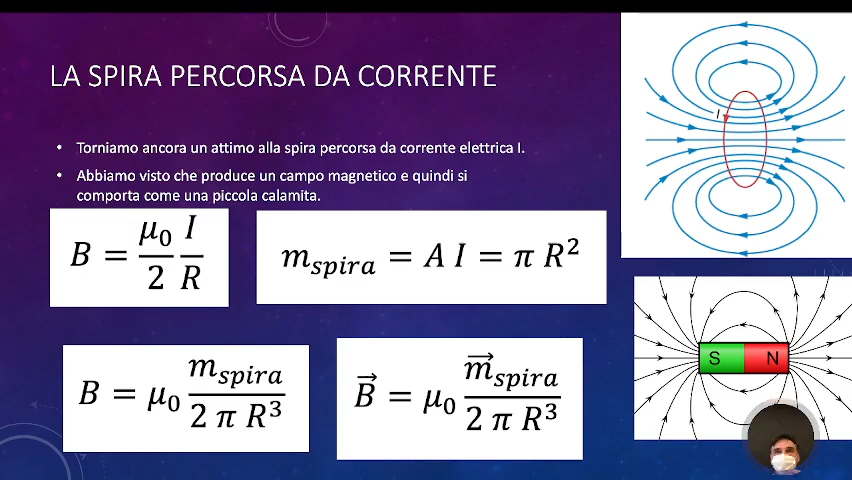 LA SPIRA PERCORSA DA CORRENTE
• Torniamo ancora un attimo alla spira percorsa da corrente elettrica I.
• Abbiamo visto che produce un campo magnetico e quindi si
comporta come una piccola calamita.
B = μ₀/2 I/R
m_spira = A I = π R²
B = μ₀ m_spira / 2 π R³
B⃗ = μ₀ m⃗_spira / 2 π R³
I
S N